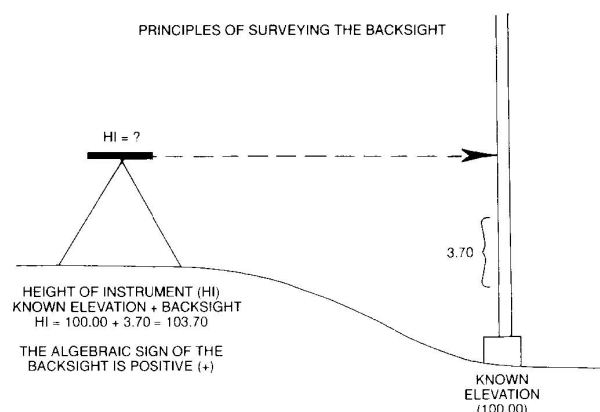 PRINCIPLES OF SURVEYING THE BACKSIGHT
HI = ?
3.70
HEIGHT OF INSTRUMENT (HI)
KNOWN ELEVATION + BACKSIGHT
HI = 100.00 + 3.70 = 103.70
THE ALGEBRAIC SIGN OF THE
BACKSIGHT IS POSITIVE (+)
KNOWN
ELEVATION
(100.00)